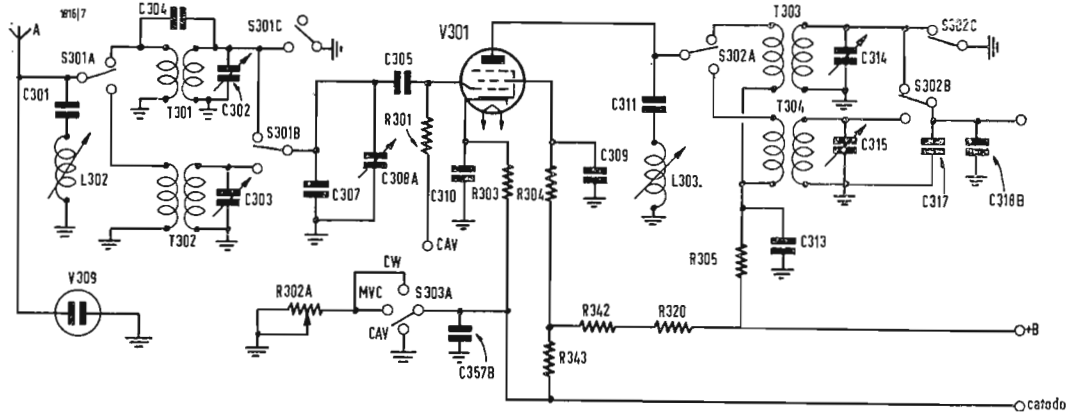 1815|7
C304
T303
A
S301C
S302C
V301
S301A
C305
S302A
C314
C301
C302
T301
C311
S302B
R301
T304
S301B
C315
L302
C303
C307
C308A
C310
R303
R304
C309
L303.
C317
C318B
T302
CAV
R305
C313
V309
CW
R302A
MVC
S303A
R342
R320
CAV
+B
C357B
R343
catodo